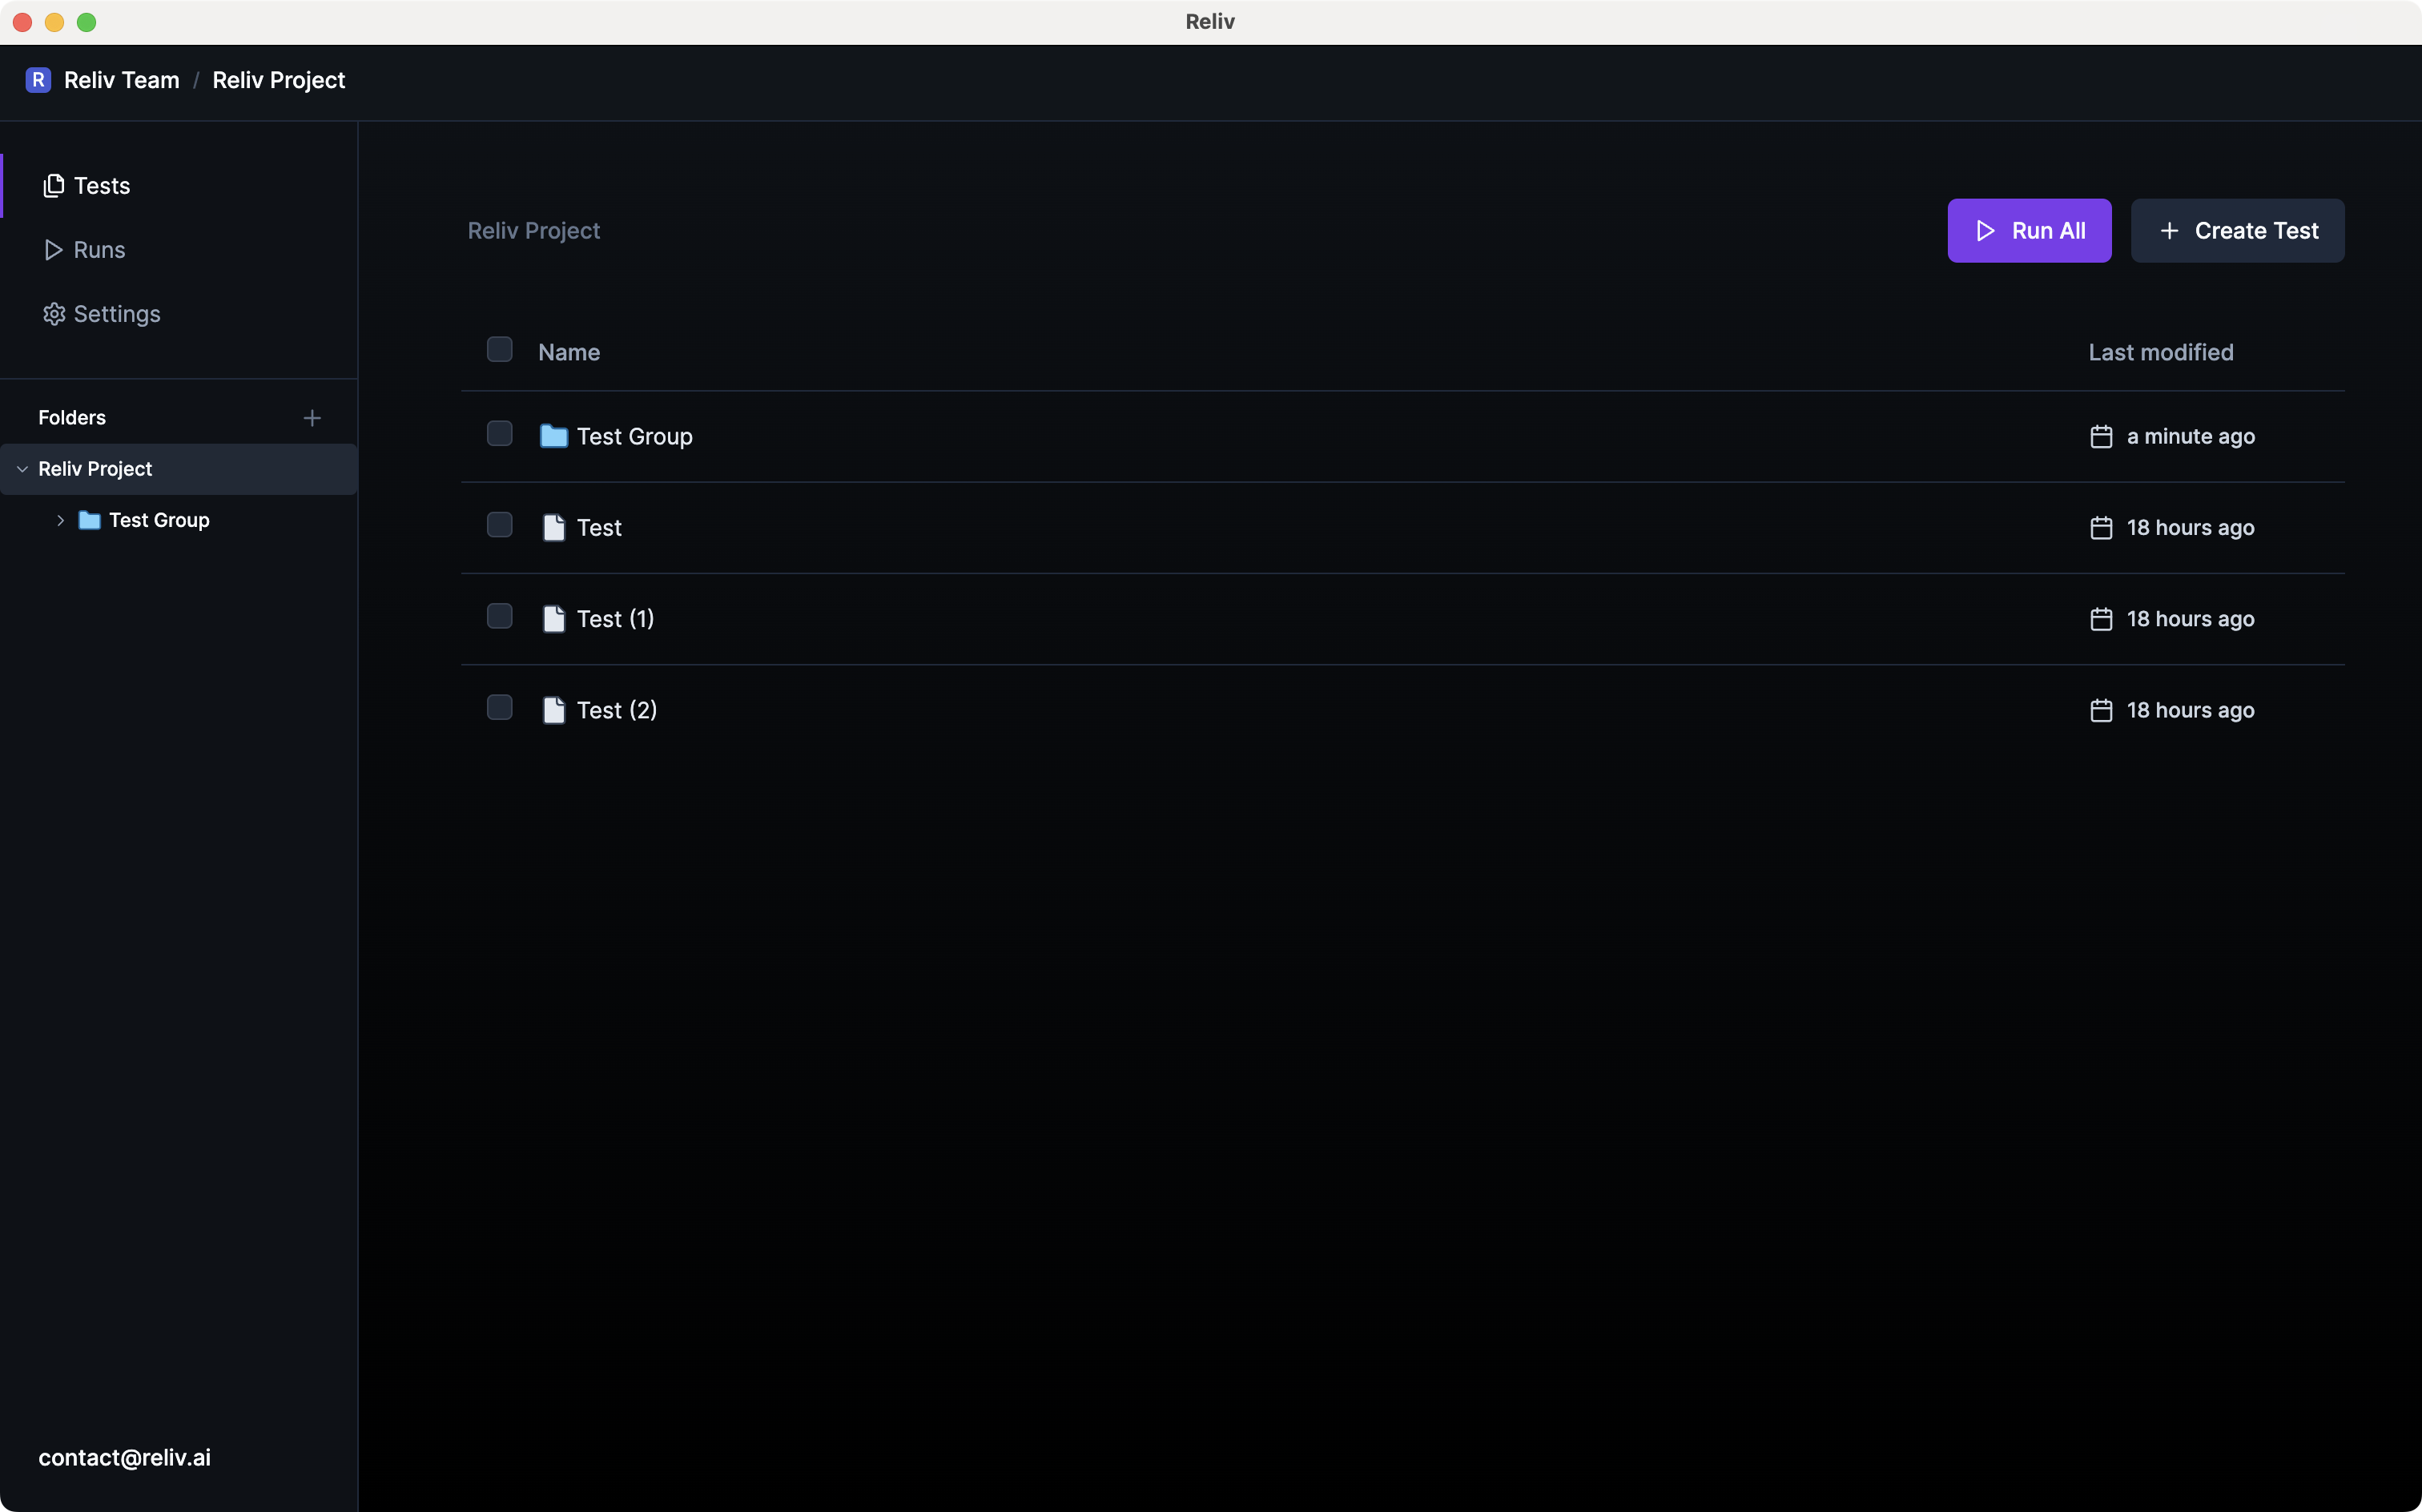 Reliv
R Reliv Team / Reliv Project
Tests
Runs
Settings
Folders
Reliv Project
Test Group
contact@reliv.ai
Reliv Project
Run All
Create Test
Name Last modified
Test Group a minute ago
Test 18 hours ago
Test (1) 18 hours ago
Test (2) 18 hours ago